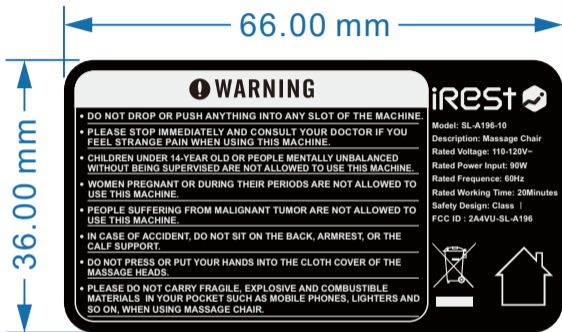 66.00 mm
36.00 mm
WARNING
• DO NOT DROP OR PUSH ANYTHING INTO ANY SLOT OF THE MACHINE.
• PLEASE STOP IMMEDIATELY AND CONSULT YOUR DOCTOR IF YOU
FEEL STRANGE PAIN WHEN USING THIS MACHINE.
• CHILDREN UNDER 14-YEAR OLD OR PEOPLE MENTALLY UNBALANCED
WITHOUT BEING SUPERVISED ARE NOT ALLOWED TO USE THIS MACHINE.
• WOMEN PREGNANT OR DURING THEIR PERIODS ARE NOT ALLOWED TO
USE THIS MACHINE.
• PEOPLE SUFFERING FROM MALIGNANT TUMOR ARE NOT ALLOWED TO
USE THIS MACHINE.
• IN CASE OF ACCIDENT, DO NOT SIT ON THE BACK, ARMREST, OR THE
CALF SUPPORT.
• DO NOT PRESS OR PUT YOUR HANDS INTO THE CLOTH COVER OF THE
MASSAGE HEADS.
• PLEASE DO NOT CARRY FRAGILE, EXPLOSIVE AND COMBUSTIBLE
MATERIALS IN YOUR POCKET SUCH AS MOBILE PHONES, LIGHTERS AND
SO ON, WHEN USING MASSAGE CHAIR.
iRest
Model: SL-A196-10
Description: Massage Chair
Rated Voltage: 110-120V~
Rated Power Input: 90W
Rated Frequence: 60Hz
Rated Working Time: 20Minutes
Safety Design: Class I
FCC ID : 2A4VU-SL-A196